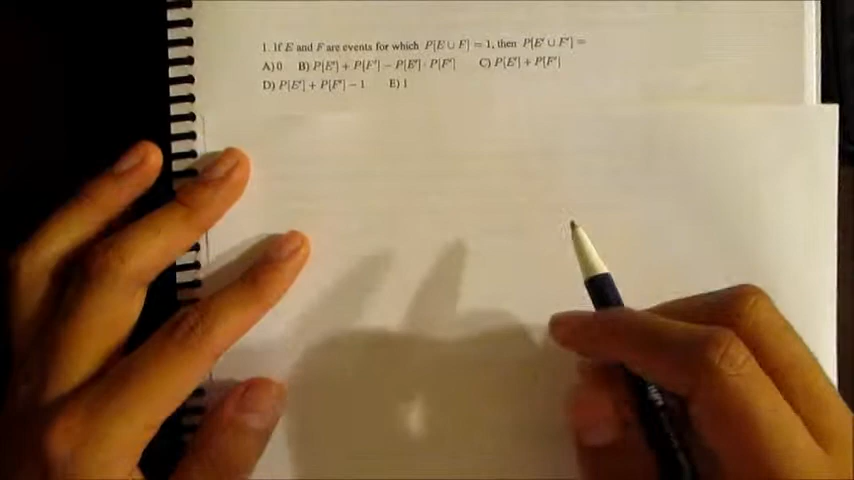 1. If E and F are events for which P[E ∪ F] = 1, then P[E' ∪ F'] =
A) 0 B) P[E'] + P[F'] − P[E'] · P[F'] C) P[E'] + P[F']
D) P[E'] + P[F'] − 1 E) 1